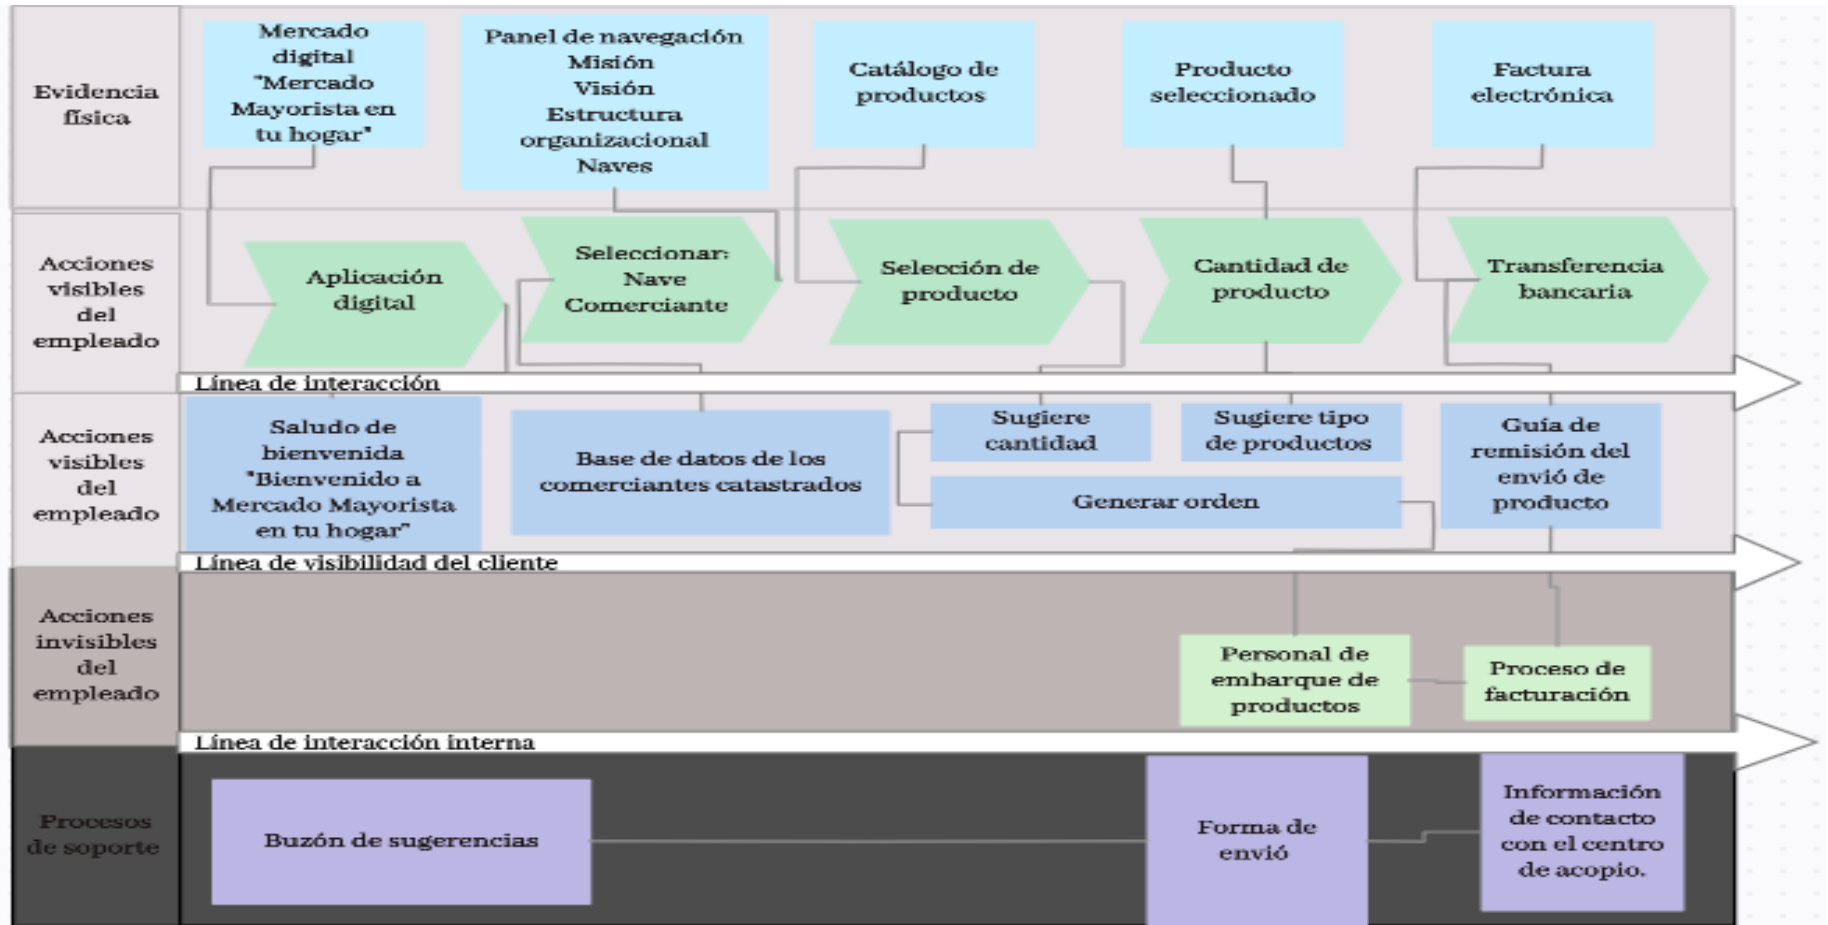 Evidencia
física
Mercado
digital
"Mercado
Mayorista en
tu hogar"
Panel de navegación
Misión
Visión
Estructura
organizacional
Naves
Catálogo de
productos
Producto
seleccionado
Factura
electrónica
Acciones
visibles
del
empleado
Aplicación
digital
Seleccionar:
Nave
Comerciante
Selección de
producto
Cantidad de
producto
Transferencia
bancaria
Línea de interacción
Acciones
visibles
del
empleado
Saludo de
bienvenida
"Bienvenido a
Mercado Mayorista
en tu hogar"
Base de datos de los
comerciantes catastrados
Sugiere
cantidad
Sugiere tipo
de productos
Generar orden
Guía de
remisión del
envió de
producto
Línea de visibilidad del cliente
Acciones
invisibles
del
empleado
Personal de
embarque de
productos
Proceso de
facturación
Línea de interacción interna
Procesos
de soporte
Buzón de sugerencias
Forma de
envió
Información
de contacto
con el centro
de acopio.